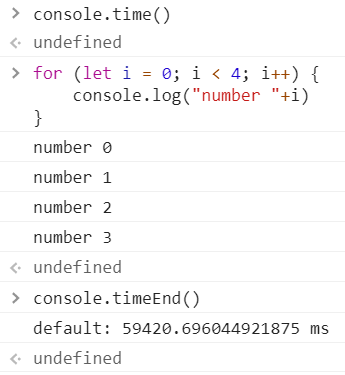 > console.time()
<· undefined
> for (let i = 0; i < 4; i++) {
    console.log("number "+i)
}
number 0
number 1
number 2
number 3
<· undefined
> console.timeEnd()
default: 59420.696044921875 ms
<· undefined